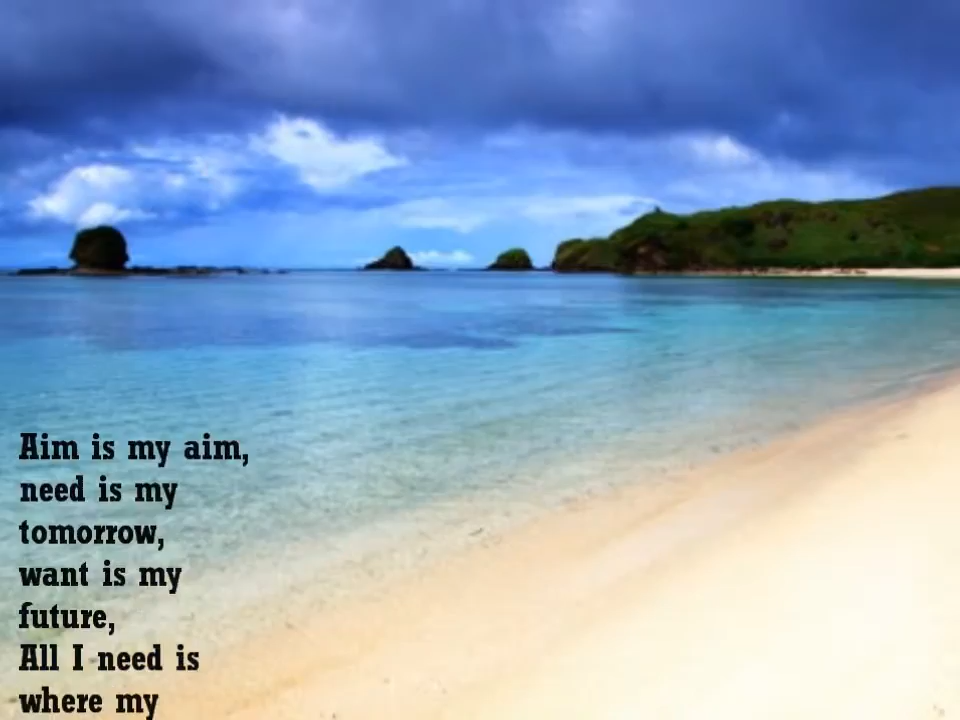 Aim is my aim,
need is my
tomorrow,
want is my
future,
All I need is
where my